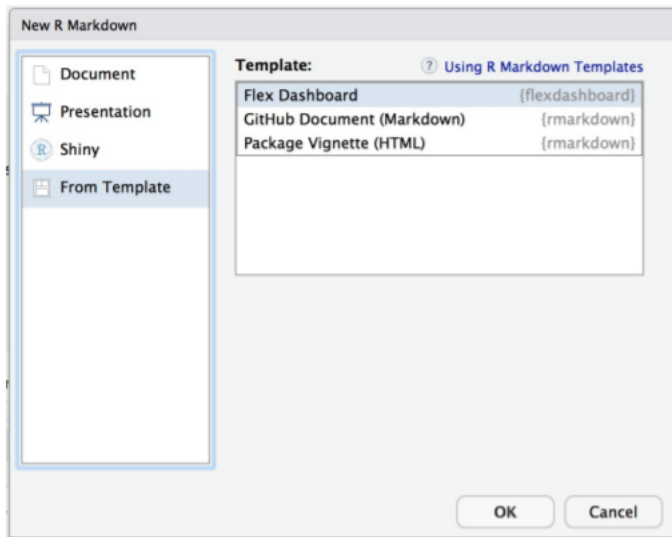 New R Markdown
Document
Presentation
R Shiny
From Template
Template: ? Using R Markdown Templates
Flex Dashboard {flexdashboard}
GitHub Document (Markdown) {rmarkdown}
Package Vignette (HTML) {rmarkdown}
OK Cancel